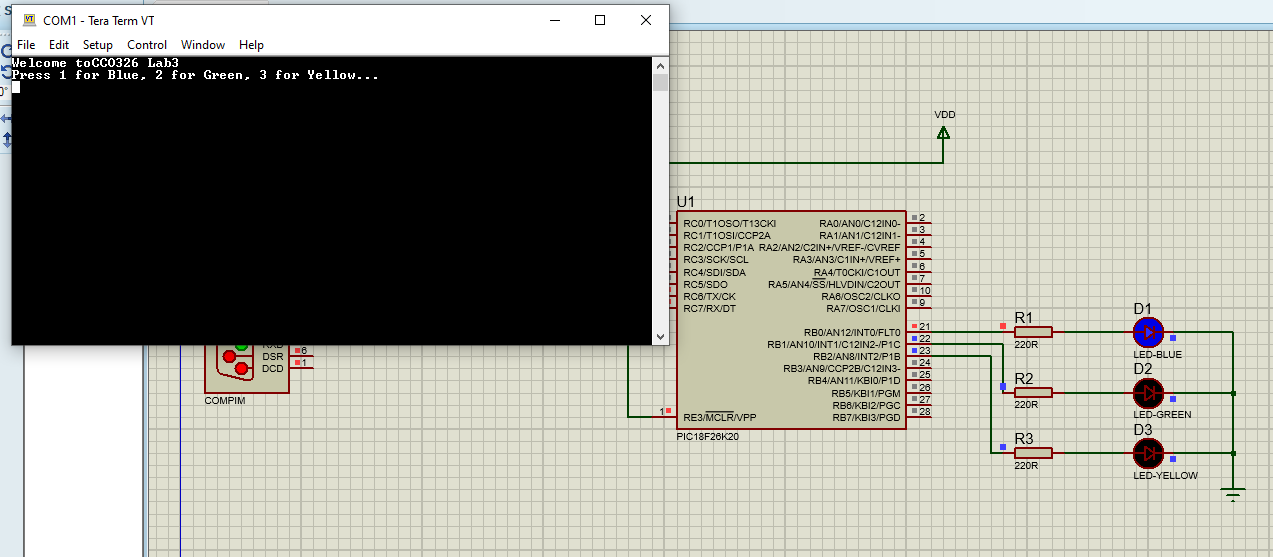 COM1 - Tera Term VT
File Edit Setup Control Window Help
Welcome toCCO326 Lab3
Press 1 for Blue, 2 for Green, 3 for Yellow...
VDD
U1
RC0/T1OSO/T13CKI RA0/AN0/C12IN0- 2
RC1/T1OSI/CCP2A RA1/AN1/C12IN1- 3
RC2/CCP1/P1A RA2/AN2/C2IN+/VREF-/CVREF 4
RC3/SCK/SCL RA3/AN3/C1IN+/VREF+ 5
RC4/SDI/SDA RA4/T0CKI/C1OUT 6
RC5/SDO RA5/AN4/SS/HLVDIN/C2OUT 7
RC6/TX/CK RA6/OSC2/CLKO 10
RC7/RX/DT RA7/OSC1/CLKI 9
RB0/AN12/INT0/FLT0 21
RB1/AN10/INT1/C12IN2-/P1C 22
RB2/AN8/INT2/P1B 23
RB3/AN9/CCP2B/C12IN3- 24
RB4/AN11/KBI0/P1D 25
RB5/KBI1/PGM 26
RB6/KBI2/PGC 27
1 RE3/MCLR/VPP RB7/KBI3/PGD 28
PIC18F26K20
R1
220R
D1
LED-BLUE
R2
220R
D2
LED-GREEN
R3
220R
D3
LED-YELLOW
DSR 6
DCD 1
COMPIM